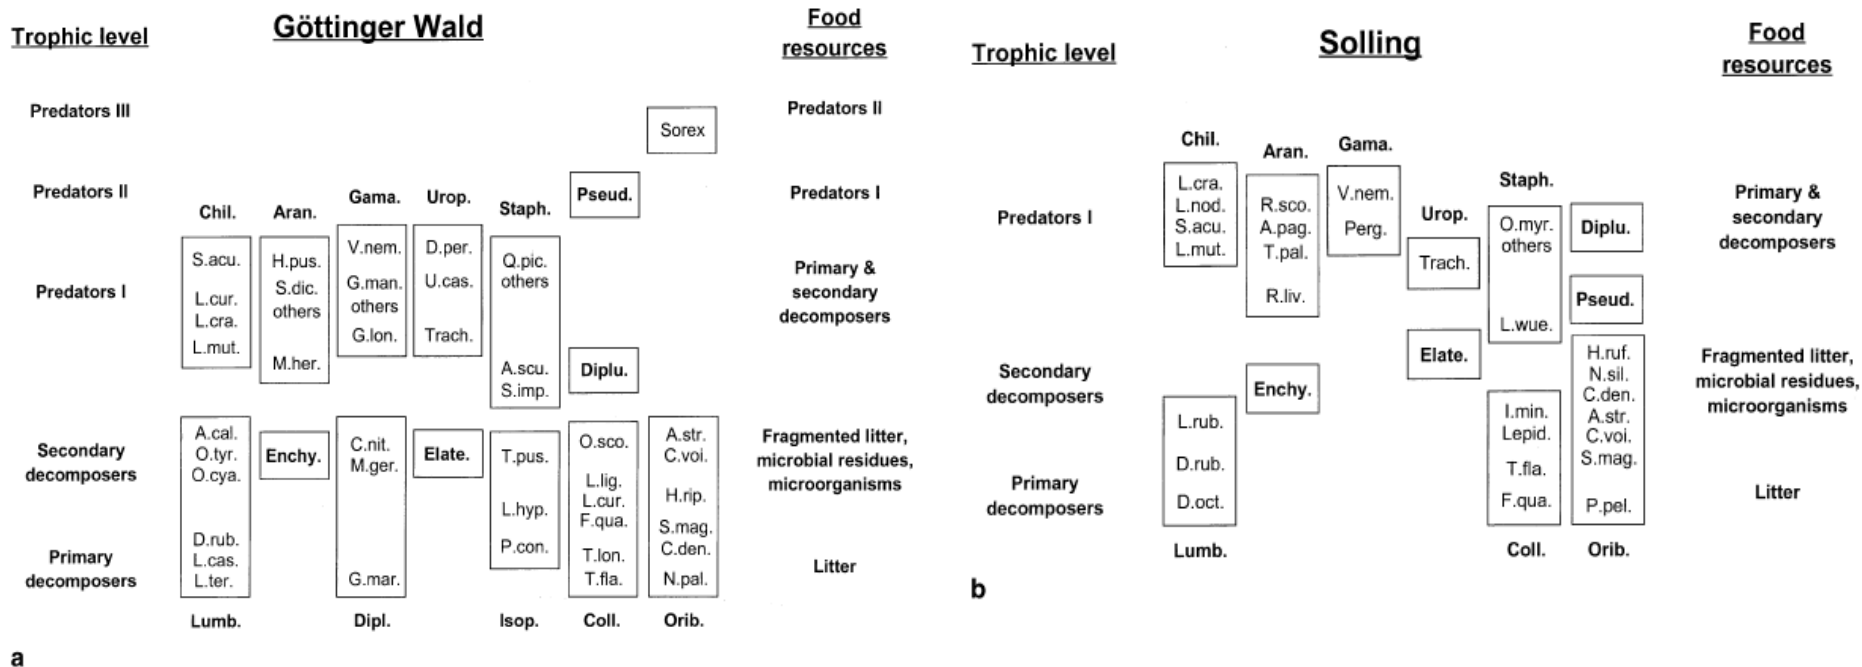 Trophic level
Göttinger Wald
Food
resources
Predators III
Predators II
Sorex
Predators II
Predators I
Pseud.
Chil.
Aran.
Gama.
Urop.
Staph.
Predators I
S.acu.
L.cur.
L.cra.
L.mut.
H.pus.
S.dic.
others
M.her.
V.nem.
G.man.
others
G.lon.
D.per.
U.cas.
Trach.
Q.pic.
others
A.scu.
S.imp.
Diplu.
Primary &
secondary
decomposers
Secondary
decomposers
Primary
decomposers
A.cal.
O.tyr.
O.cya.
D.rub.
L.cas.
L.ter.
Lumb.
Enchy.
C.nit.
M.ger.
G.mar.
Dipl.
Elate.
T.pus.
L.hyp.
P.con.
Isop.
O.sco.
L.lig.
L.cur.
F.qua.
T.lon.
T.fla.
Coll.
A.str.
C.voi.
H.rip.
S.mag.
C.den.
N.pal.
Orib.
Fragmented litter,
microbial residues,
microorganisms
Litter
a
Trophic level
Solling
Food
resources
Predators I
Chil.
L.cra.
L.nod.
S.acu.
L.mut.
Aran.
R.sco.
A.pag.
T.pal.
R.liv.
Gama.
V.nem.
Perg.
Urop.
Trach.
Staph.
O.myr.
others
L.wue.
Diplu.
Pseud.
Primary &
secondary
decomposers
Secondary
decomposers
Primary
decomposers
L.rub.
D.rub.
D.oct.
Lumb.
Enchy.
Elate.
I.min.
Lepid.
T.fla.
F.qua.
Coll.
H.ruf.
N.sil.
C.den.
A.str.
C.voi.
S.mag.
P.pel.
Orib.
Fragmented litter,
microbial residues,
microorganisms
Litter
b